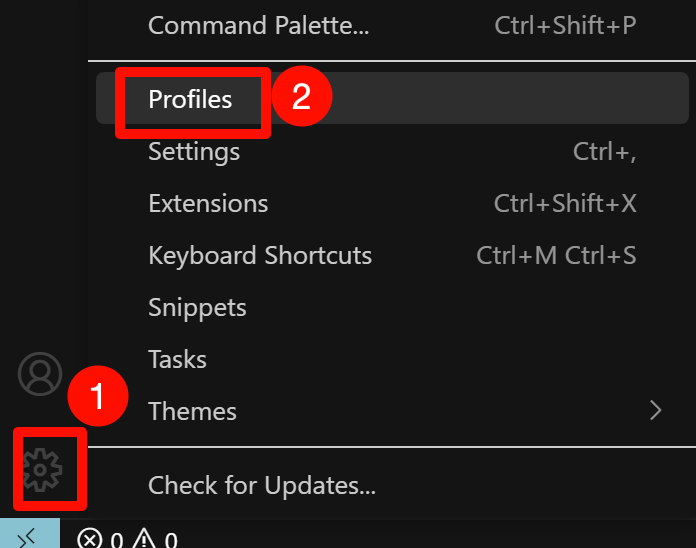 Command Palette... Ctrl+Shift+P
Profiles 2
Settings Ctrl+,
Extensions Ctrl+Shift+X
Keyboard Shortcuts Ctrl+M Ctrl+S
Snippets
Tasks
1
Themes
Check for Updates...
0 0